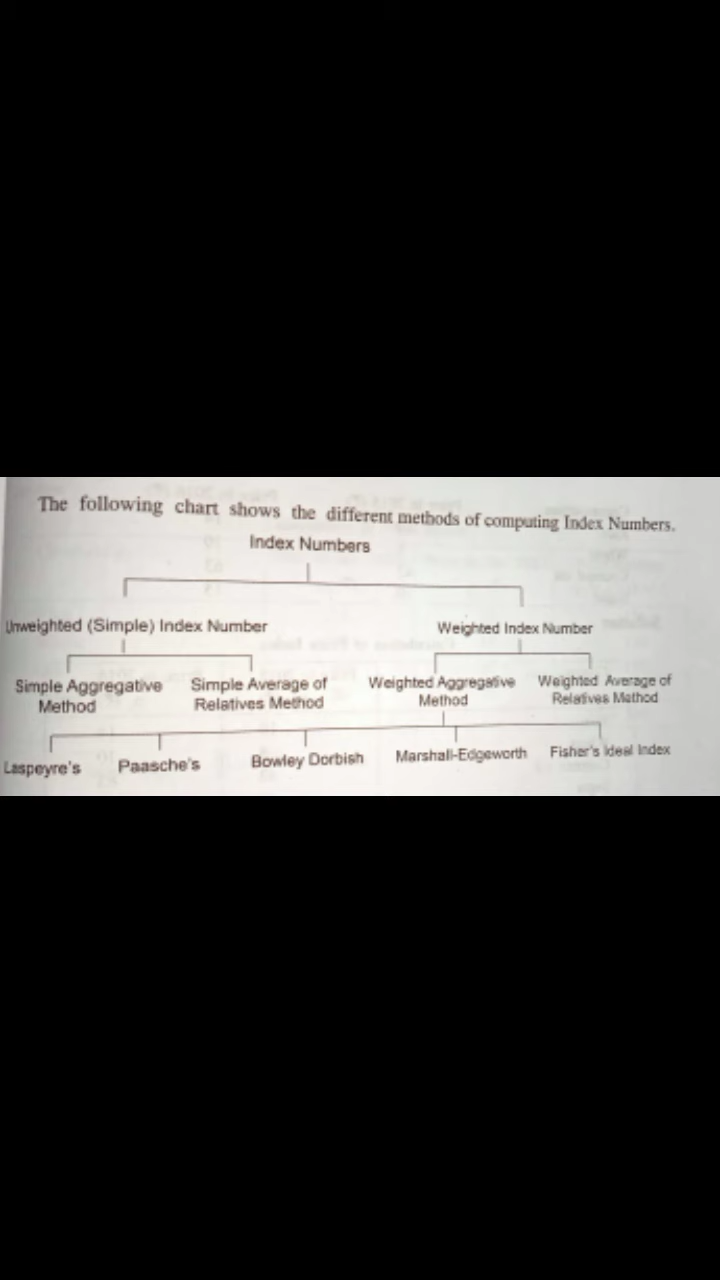 The following chart shows the different methods of computing Index Numbers.
Index Numbers
Unweighted (Simple) Index Number
Weighted Index Number
Simple Aggregative Method
Simple Average of Relatives Method
Weighted Aggregative Method
Weighted Average of Relatives Method
Laspeyre's
Paasche's
Bowley Dorbish
Marshall-Edgeworth
Fisher's Ideal Index